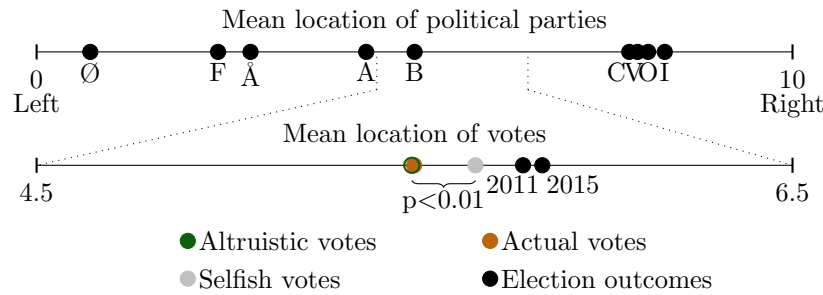 Mean location of political parties
Ø F Å A B C V O I
0 10
Left Right
Mean location of votes
2011 2015
4.5 p<0.01 6.5
Altruistic votes Actual votes
Selfish votes Election outcomes